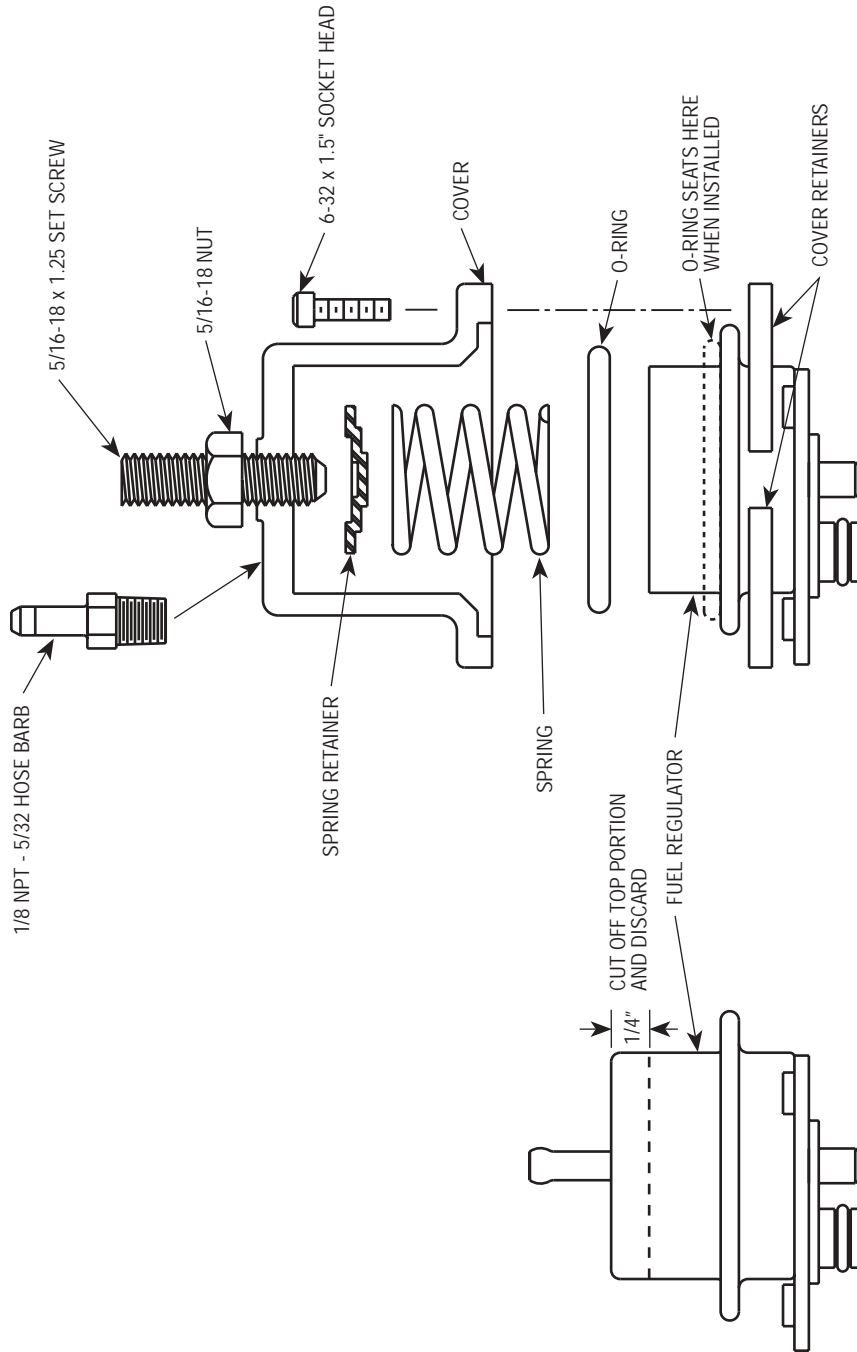 1/8 NPT - 5/32 HOSE BARB
5/16-18 x 1.25 SET SCREW
5/16-18 NUT
6-32 x 1.5" SOCKET HEAD
COVER
SPRING RETAINER
O-RING
SPRING
O-RING SEATS HERE
WHEN INSTALLED
CUT OFF TOP PORTION
AND DISCARD
1/4"
FUEL REGULATOR
COVER RETAINERS